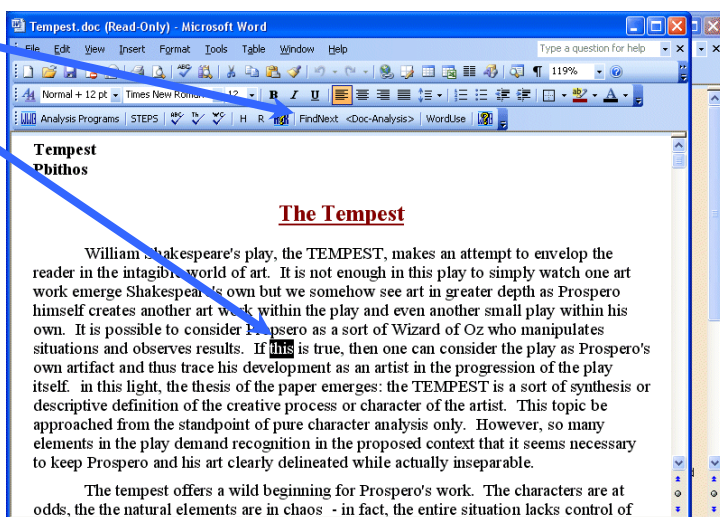 Tempest.doc (Read-Only) - Microsoft Word
File Edit View Insert Format Tools Table Window Help Type a question for help
119%
Normal + 12 pt Times New Roman 12 B I U
Analysis Programs STEPS H R FindNext <Doc-Analysis> WordUse
Tempest
Pbithos
The Tempest
William Shakespeare's play, the TEMPEST, makes an attempt to envelop the
reader in the intagible world of art. It is not enough in this play to simply watch one art
work emerge Shakespeare's own but we somehow see art in greater depth as Prospero
himself creates another art work within the play and even another small play within his
own. It is possible to consider Propsero as a sort of Wizard of Oz who manipulates
situations and observes results. If this is true, then one can consider the play as Prospero's
own artifact and thus trace his development as an artist in the progression of the play
itself. in this light, the thesis of the paper emerges: the TEMPEST is a sort of synthesis or
descriptive definition of the creative process or character of the artist. This topic be
approached from the standpoint of pure character analysis only. However, so many
elements in the play demand recognition in the proposed context that it seems necessary
to keep Prospero and his art clearly delineated while actually inseparable.
The tempest offers a wild beginning for Prospero's work. The characters are at
odds, the the natural elements are in chaos - in fact, the entire situation lacks control of